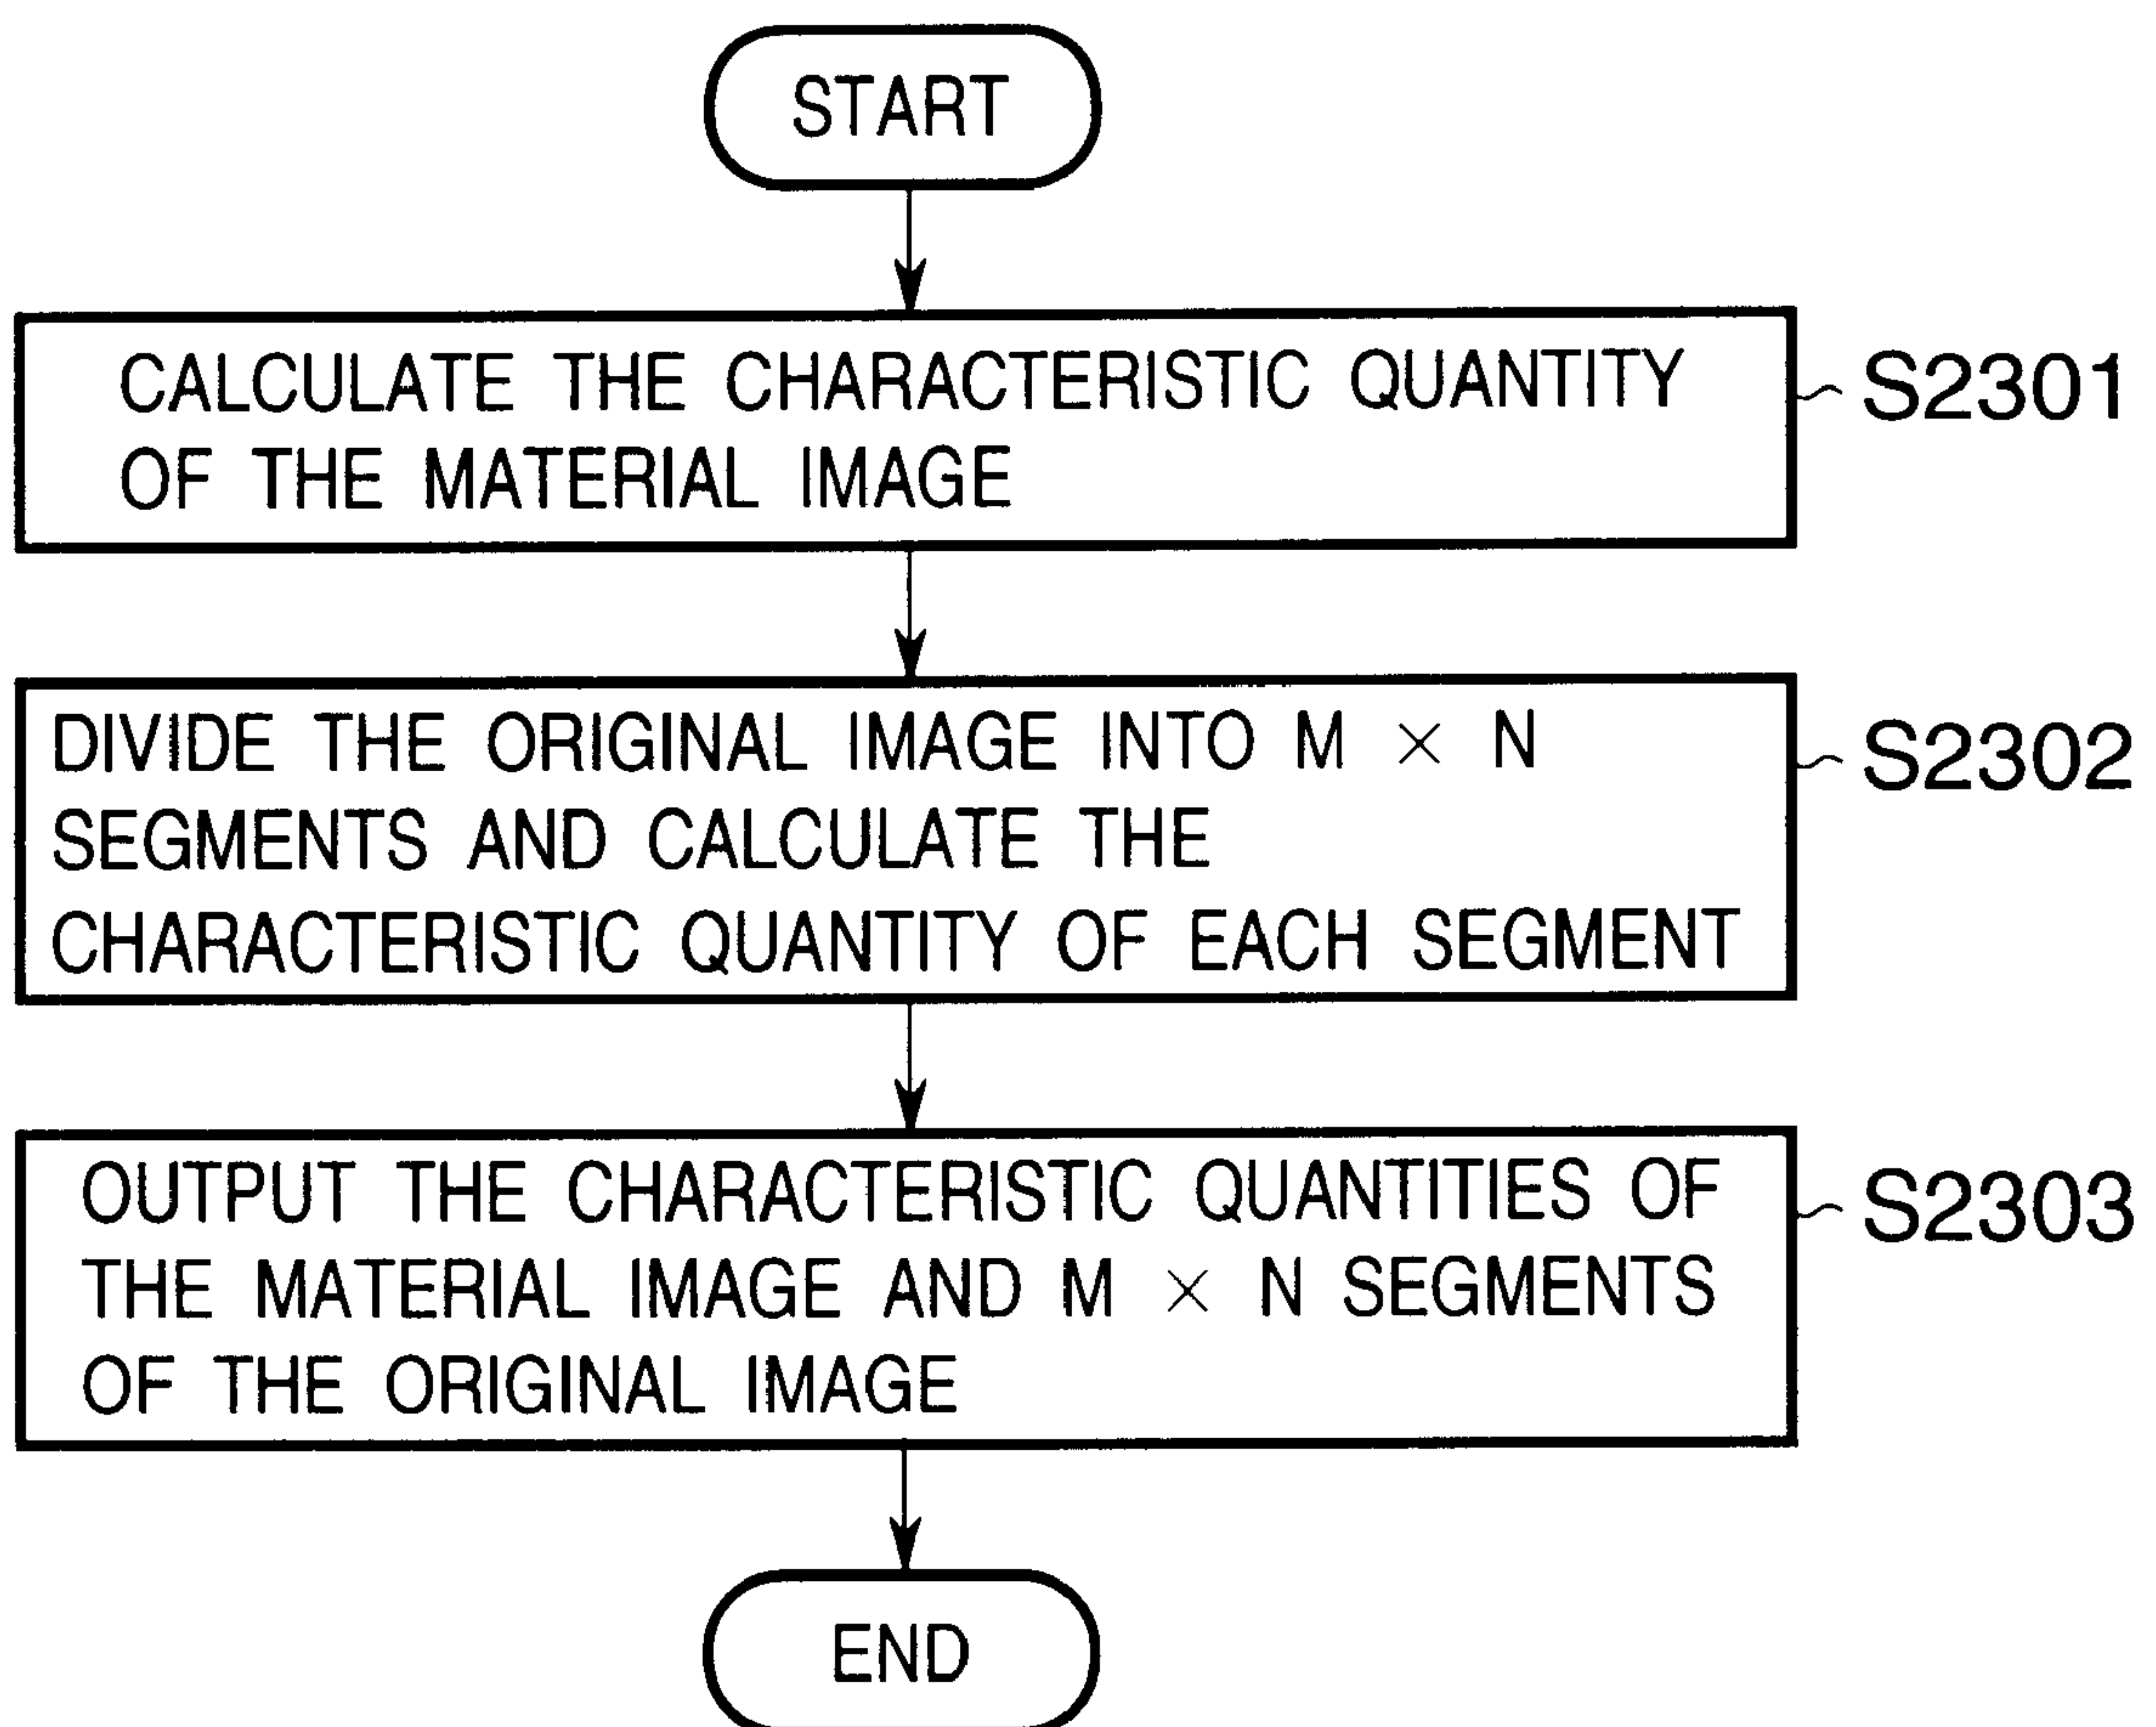 START
CALCULATE THE CHARACTERISTIC QUANTITY
OF THE MATERIAL IMAGE
S2301
DIVIDE THE ORIGINAL IMAGE INTO M × N
SEGMENTS AND CALCULATE THE
CHARACTERISTIC QUANTITY OF EACH SEGMENT
S2302
OUTPUT THE CHARACTERISTIC QUANTITIES OF
THE MATERIAL IMAGE AND M × N SEGMENTS
OF THE ORIGINAL IMAGE
S2303
END